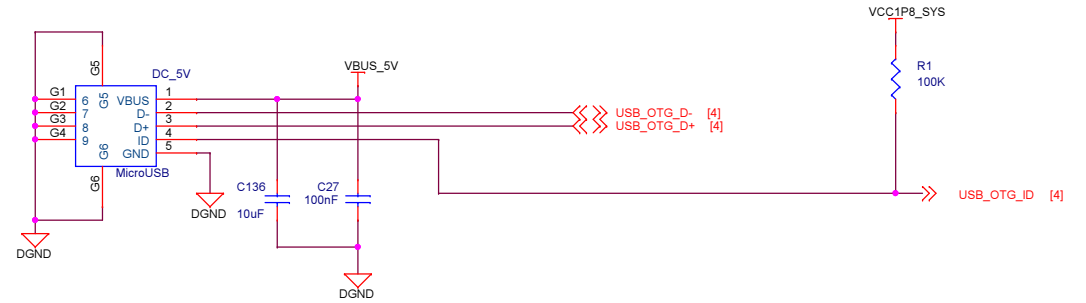 VCC1P8_SYS
R1
100K
DC_5V
VBUS_5V
G5
G1
G2
G3
G4
6
7
8
9
G5
G6
VBUS
D-
D+
ID
GND
1
2
3
4
5
MicroUSB
G6
USB_OTG_D- [4]
USB_OTG_D+ [4]
C136
10uF
C27
100nF
USB_OTG_ID [4]
DGND
DGND
DGND